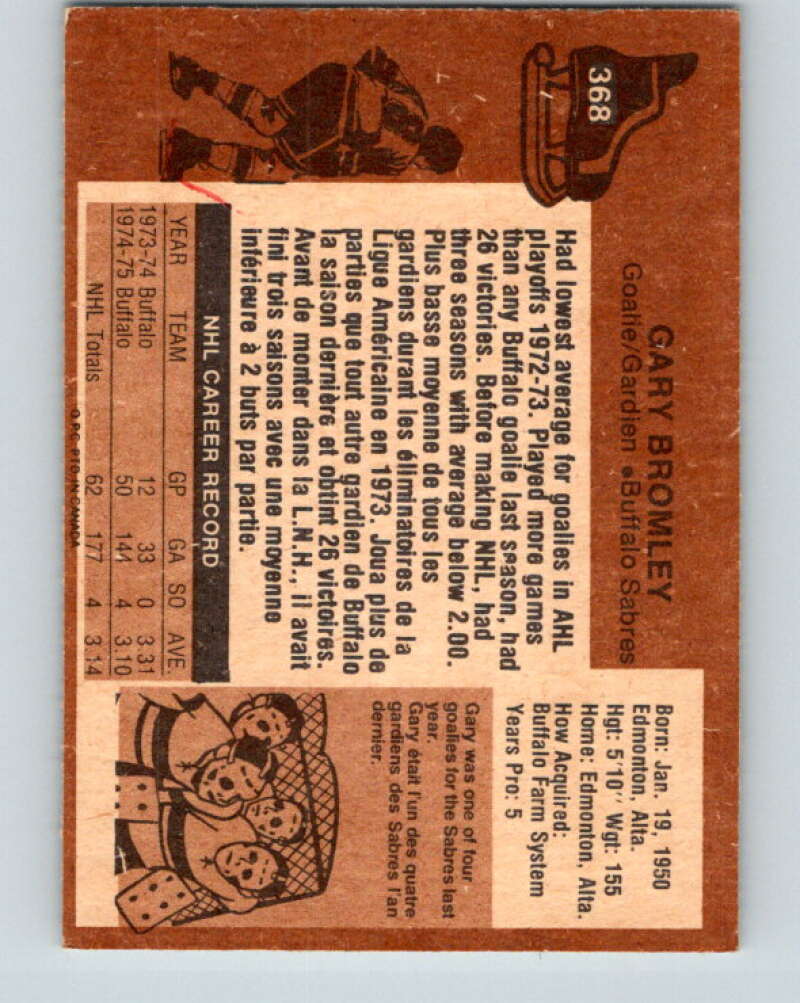 368
GARY BROMLEY
Goalie/Gardien • Buffalo Sabres
Born: Jan. 19, 1950
Edmonton, Alta.
Hgt: 5'10" Wgt: 155
Home: Edmonton, Alta.
How Acquired:
Buffalo Farm System
Years Pro: 5
Had lowest average for goalies in AHL
playoffs 1972-73. Played more games
than any Buffalo goalie last season, had
26 victories. Before making NHL, had
three seasons with average below 2.00.
Plus basse moyenne de tous les
gardiens durant les éliminatoires de la
Ligue Américaine en 1973. Joua plus de
parties que tout autre gardien de Buffalo
la saison dernière et obtint 26 victoires.
Avant de monter dans la L.N.H., il avait
fini trois saisons avec une moyenne
inférieure à 2 buts par partie.
NHL CAREER RECORD
YEAR TEAM GP GA SO AVE.
1973-74 Buffalo 12 33 0 3.31
1974-75 Buffalo 50 144 4 3.10
NHL Totals 62 177 4 3.14
O.P.C. PTD. IN CANADA
Gary was one of four
goalies for the Sabres last
year.
Gary était l'un des quatre
gardiens des Sabres l'an
dernier.